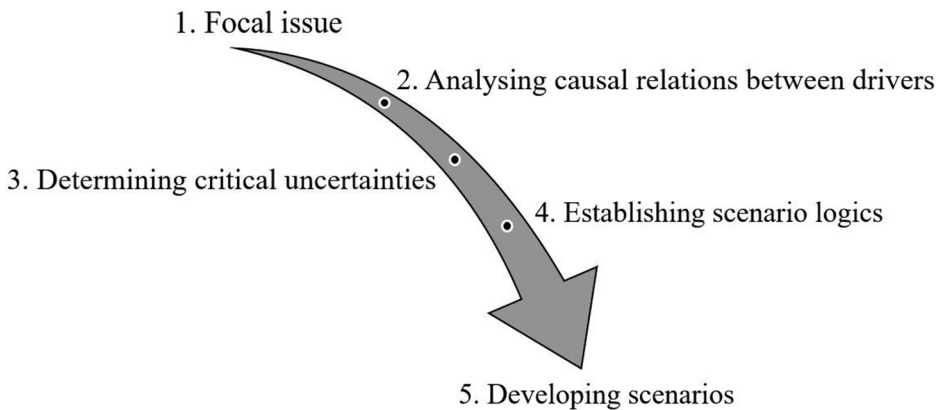 1. Focal issue
2. Analysing causal relations between drivers
3. Determining critical uncertainties
4. Establishing scenario logics
5. Developing scenarios